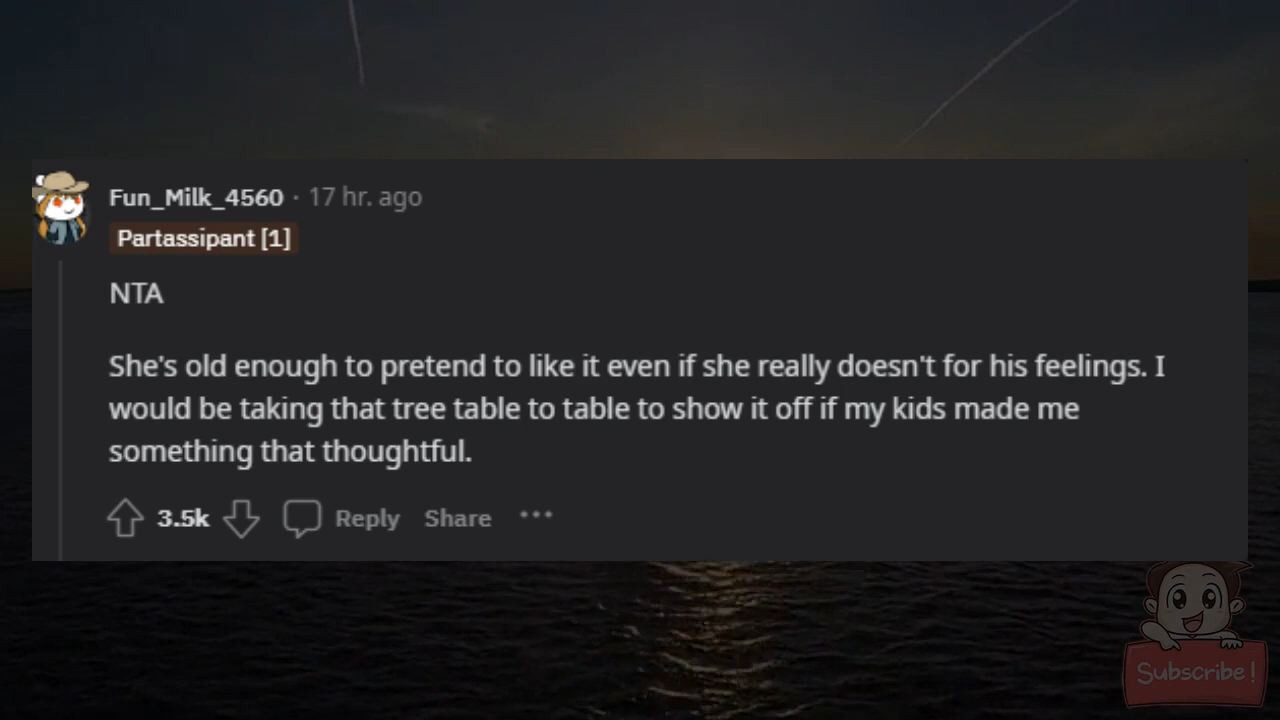 Fun_Milk_4560 · 17 hr. ago
Partassipant [1]
NTA
She's old enough to pretend to like it even if she really doesn't for his feelings. I
would be taking that tree table to table to show it off if my kids made me
something that thoughtful.
3.5k Reply Share ···
Subscribe!